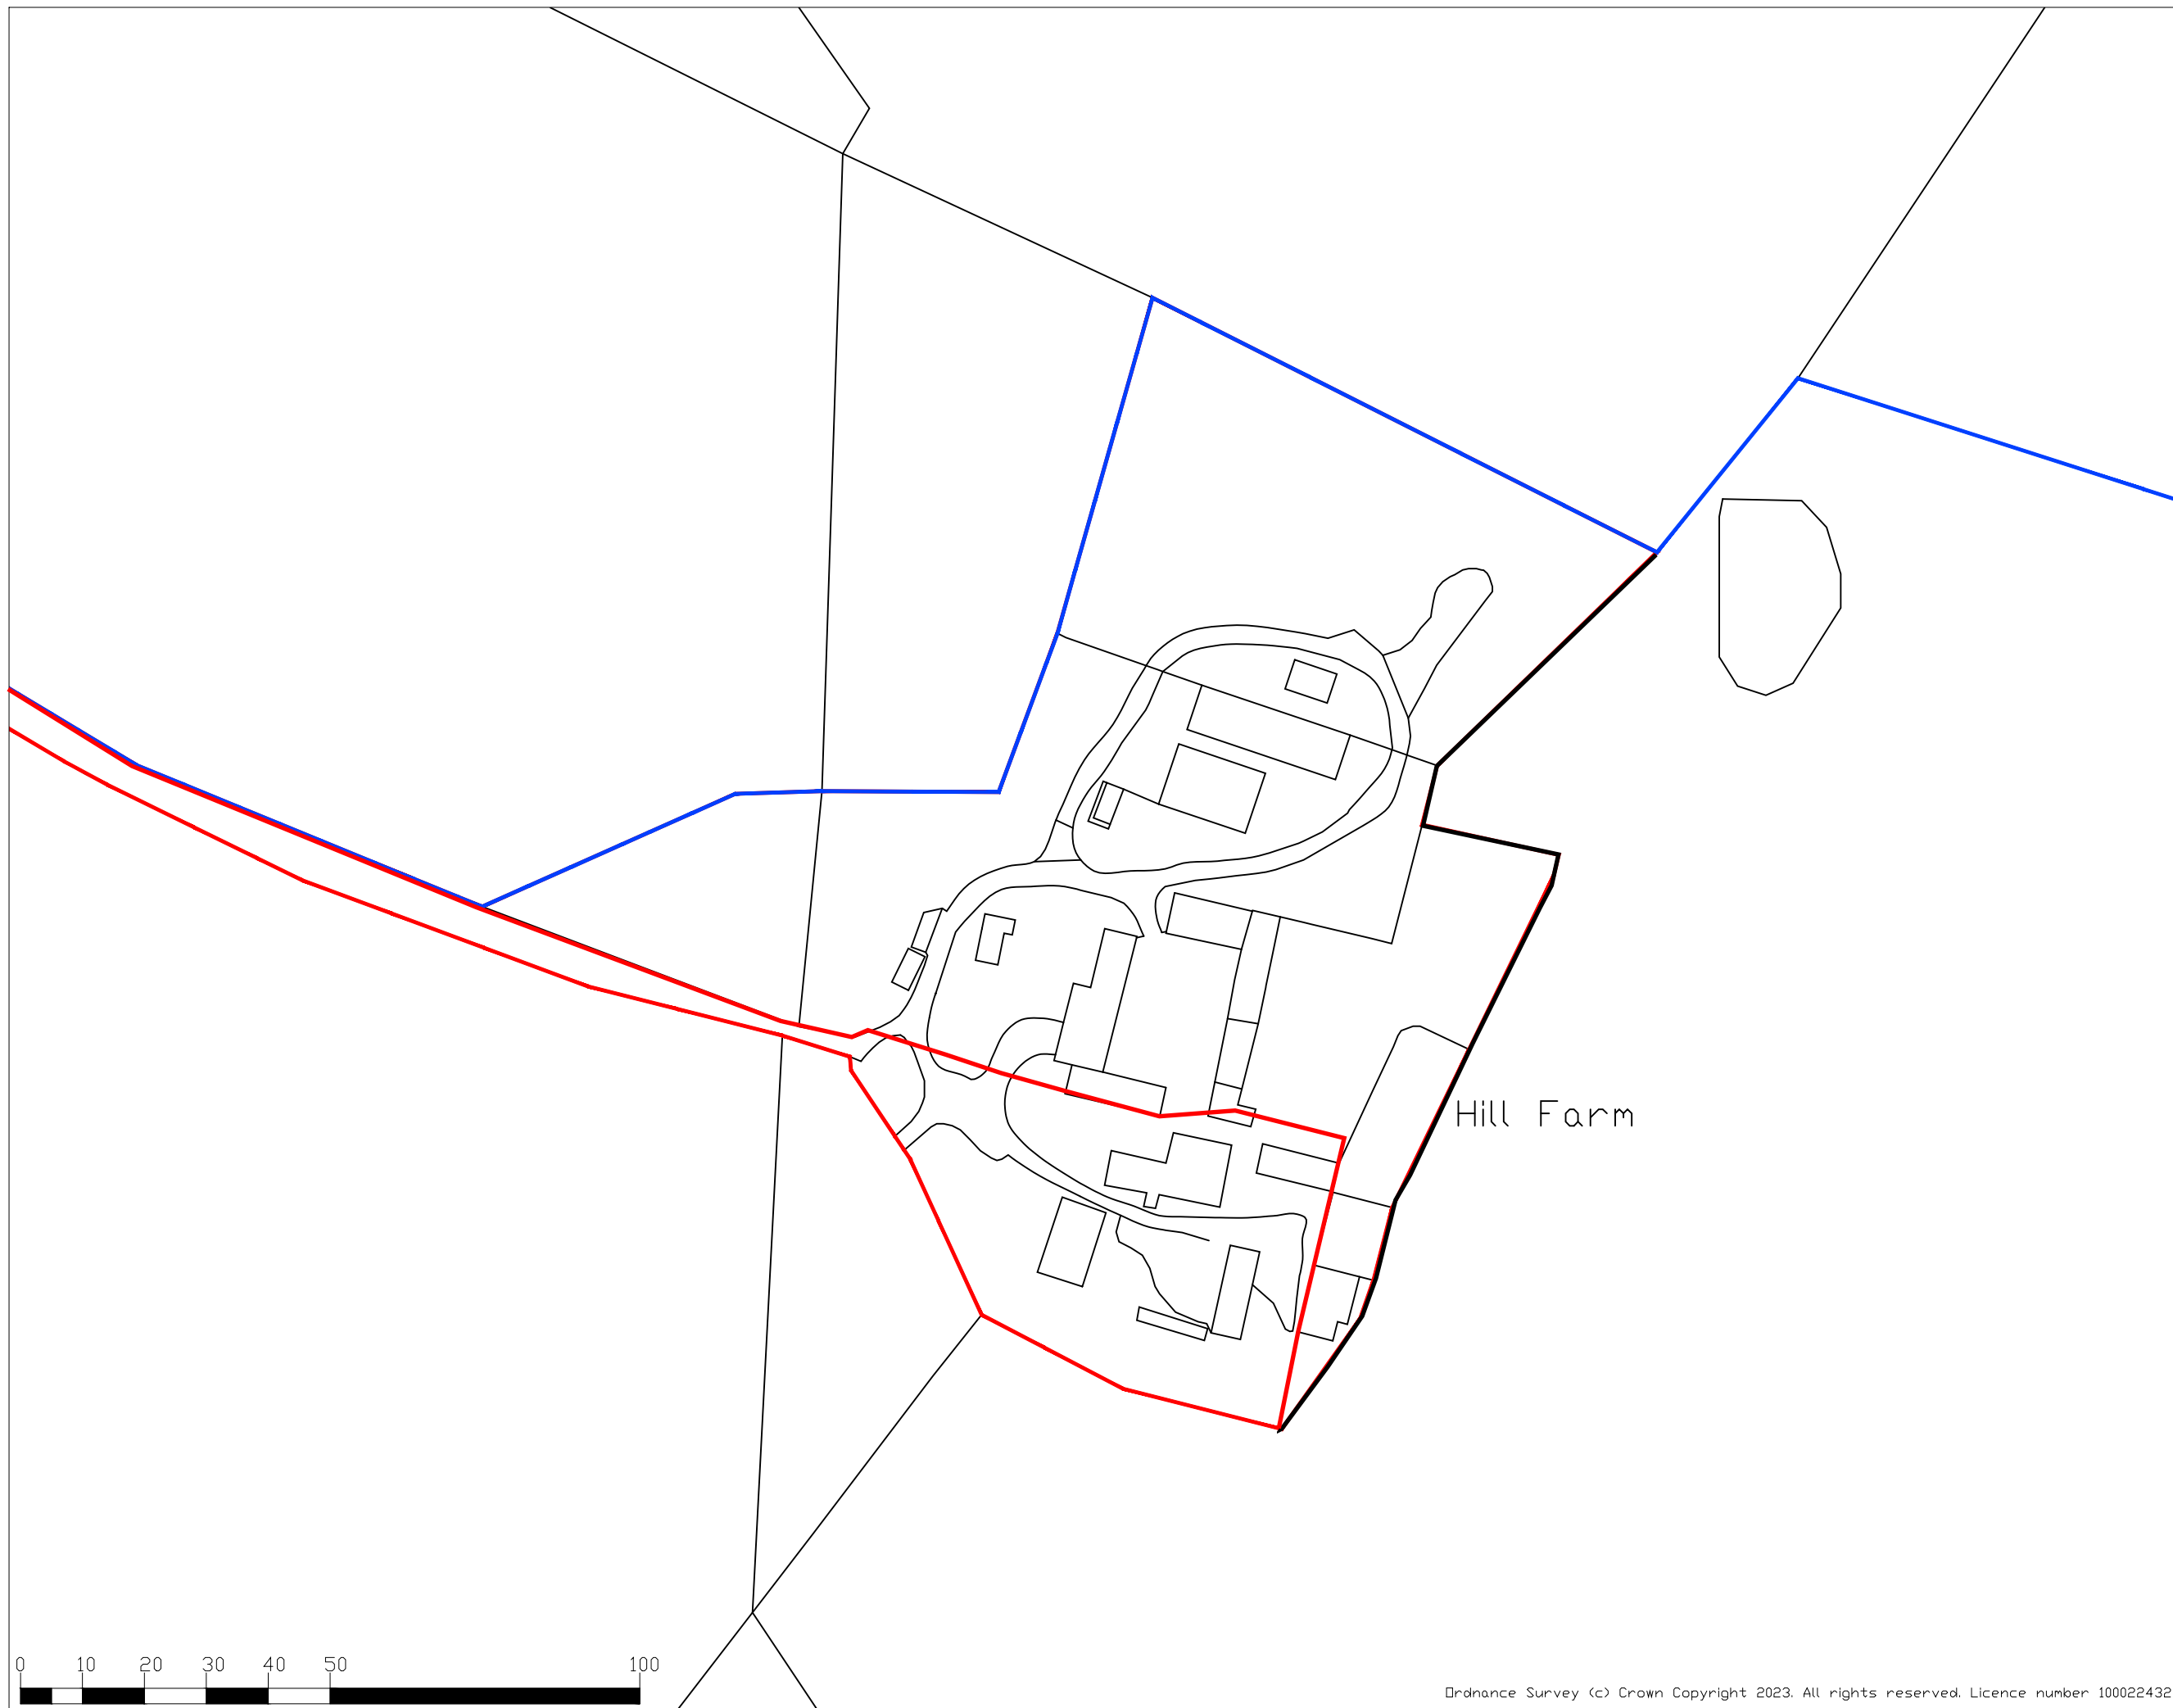 Hill Farm
0 10 20 30 40 50 100
Ordnance Survey (c) Crown Copyright 2023. All rights reserved. Licence number 100022432